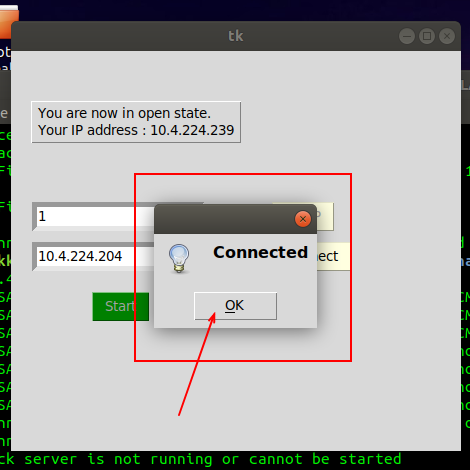 tk
You are now in open state.
Your IP address : 10.4.224.239
1
10.4.224.204
Connected
OK
Start
ck server is not running or cannot be started